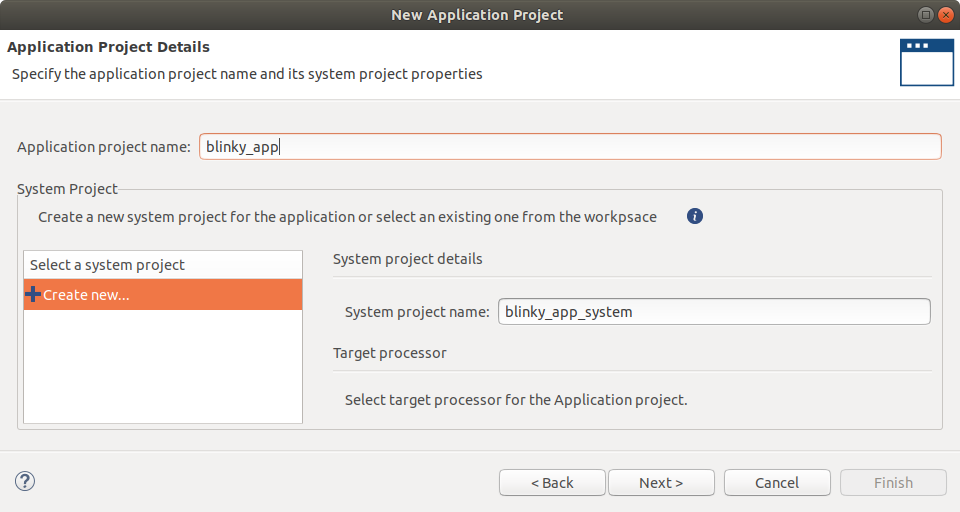 New Application Project
Application Project Details
Specify the application project name and its system project properties
Application project name: blinky_app
System Project
Create a new system project for the application or select an existing one from the workpsace
Select a system project
Create new...
System project details
System project name: blinky_app_system
Target processor
Select target processor for the Application project.
< Back Next > Cancel Finish